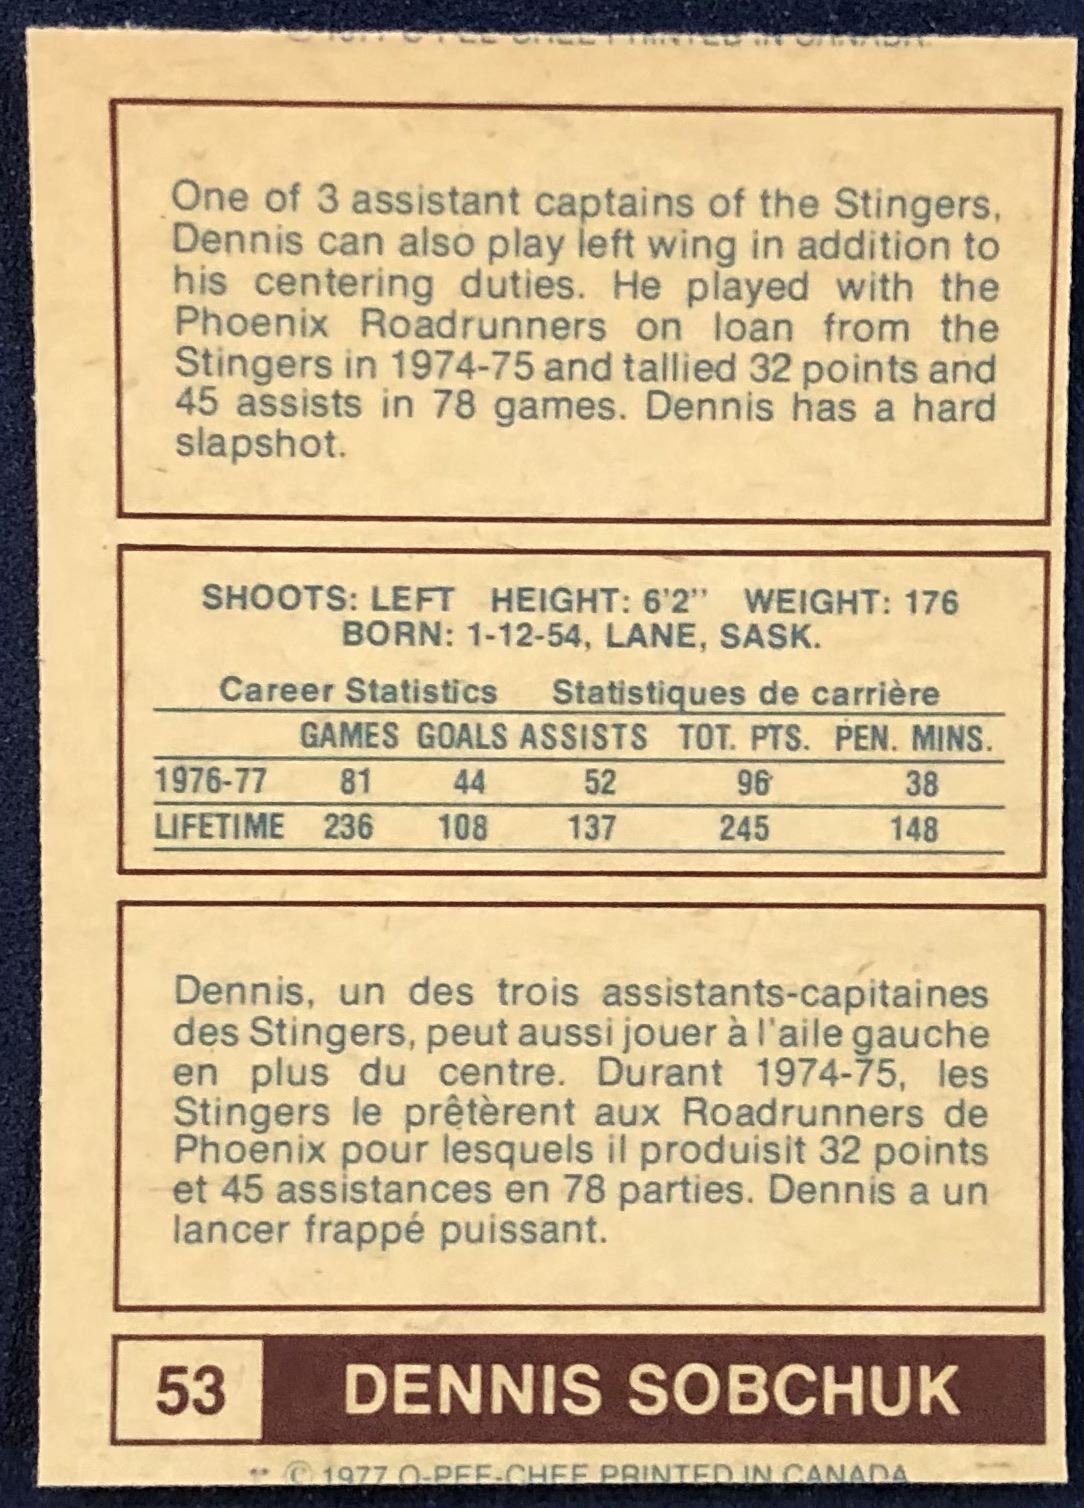 One of 3 assistant captains of the Stingers,
Dennis can also play left wing in addition to
his centering duties. He played with the
Phoenix Roadrunners on loan from the
Stingers in 1974-75 and tallied 32 points and
45 assists in 78 games. Dennis has a hard
slapshot.
SHOOTS: LEFT HEIGHT: 6'2" WEIGHT: 176
BORN: 1-12-54, LANE, SASK.
Career Statistics Statistiques de carrière
GAMES GOALS ASSISTS TOT. PTS. PEN. MINS.
1976-77 81 44 52 96 38
LIFETIME 236 108 137 245 148
Dennis, un des trois assistants-capitaines
des Stingers, peut aussi jouer à l'aile gauche
en plus du centre. Durant 1974-75, les
Stingers le prêtèrent aux Roadrunners de
Phoenix pour lesquels il produisit 32 points
et 45 assistances en 78 parties. Dennis a un
lancer frappé puissant.
53 DENNIS SOBCHUK
** © 1977 O-PEE-CHEE PRINTED IN CANADA